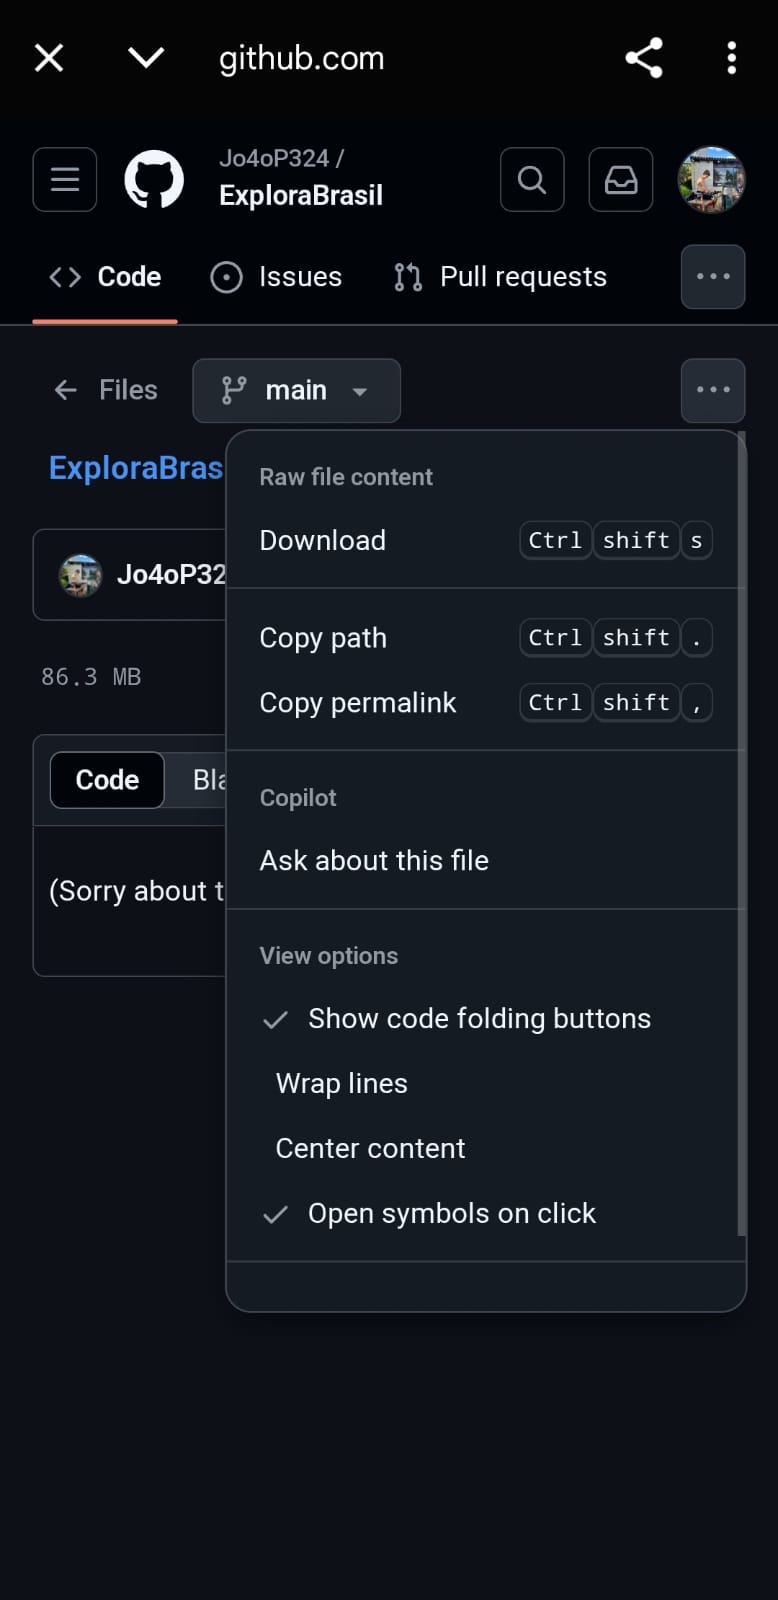 github.com
Jo4oP324 /
ExploraBrasil
Code
Issues
Pull requests
Files
main
ExploraBras
Raw file content
Download Ctrl shift s
Jo4oP32
Copy path Ctrl shift .
86.3 MB
Copy permalink Ctrl shift ,
Code Bla
Copilot
Ask about this file
(Sorry about t
View options
Show code folding buttons
Wrap lines
Center content
Open symbols on click